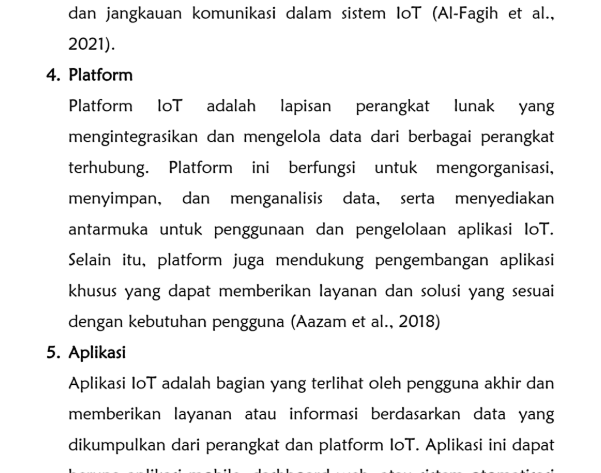 dan jangkauan komunikasi dalam sistem IoT (Al-Fagih et al.,
2021).
4. Platform
Platform IoT adalah lapisan perangkat lunak yang
mengintegrasikan dan mengelola data dari berbagai perangkat
terhubung. Platform ini berfungsi untuk mengorganisasi,
menyimpan, dan menganalisis data, serta menyediakan
antarmuka untuk penggunaan dan pengelolaan aplikasi IoT.
Selain itu, platform juga mendukung pengembangan aplikasi
khusus yang dapat memberikan layanan dan solusi yang sesuai
dengan kebutuhan pengguna (Aazam et al., 2018)
5. Aplikasi
Aplikasi IoT adalah bagian yang terlihat oleh pengguna akhir dan
memberikan layanan atau informasi berdasarkan data yang
dikumpulkan dari perangkat dan platform IoT. Aplikasi ini dapat